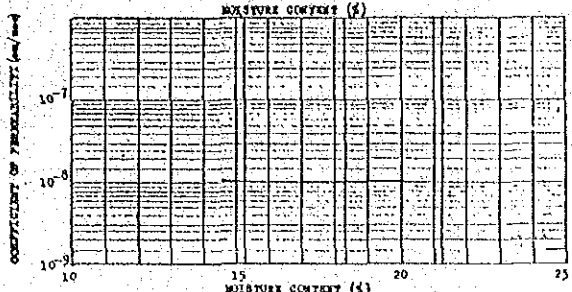 MOISTURE CONTENT (%)
COEFFICIENT OF PERMEABILITY (cm/sec)
10-7
10-8
10-9
10 15 20 25
MOISTURE CONTENT (%)